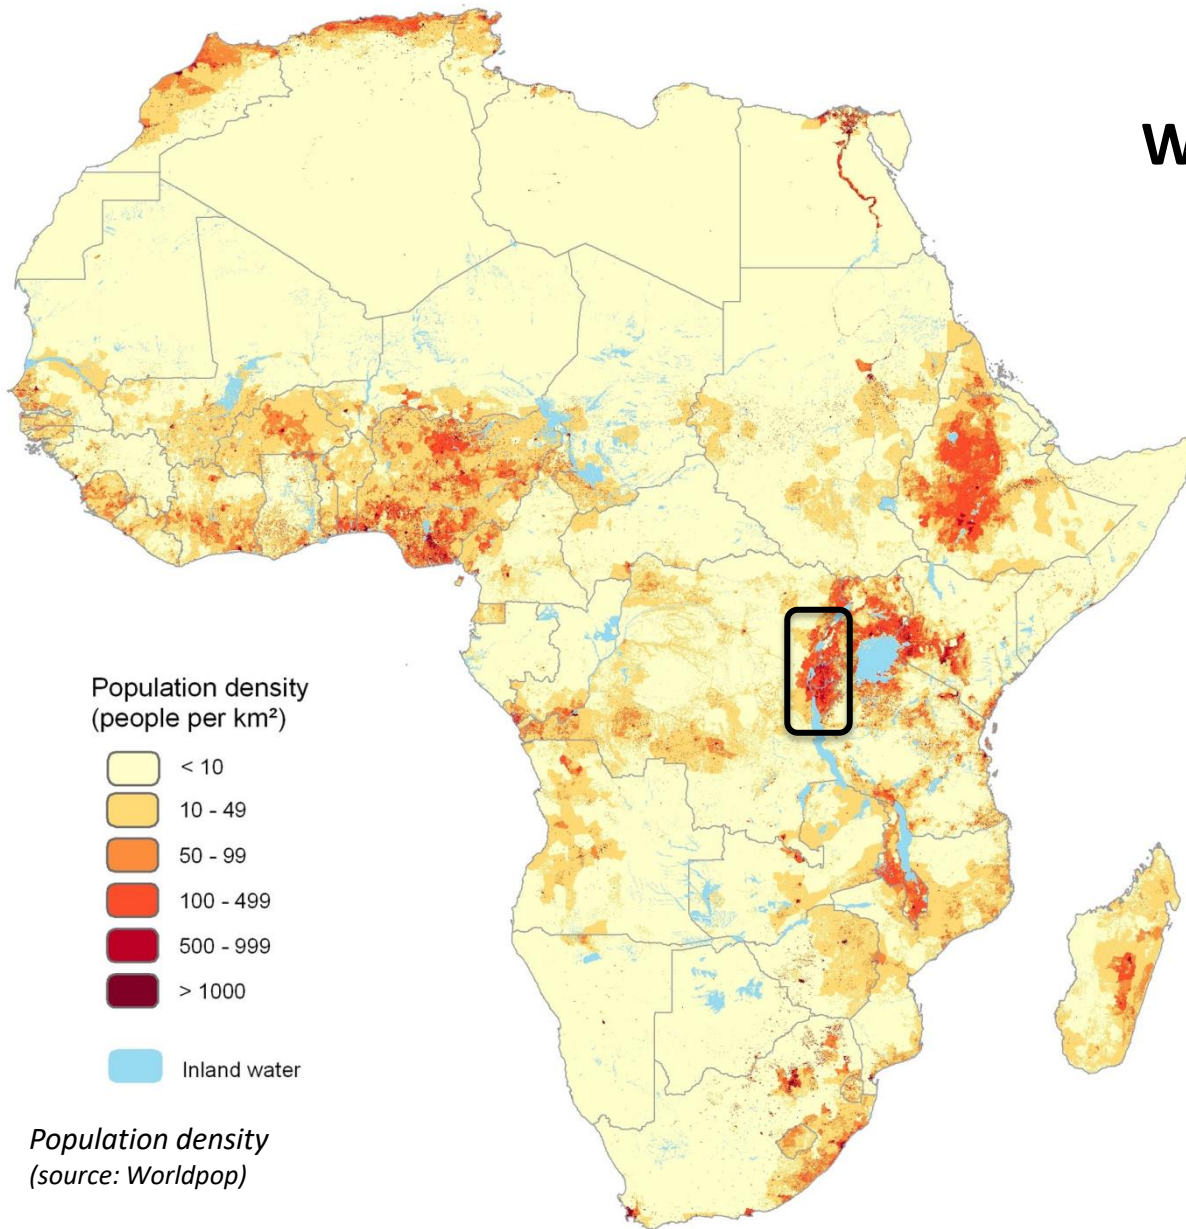 W
Population density
(people per km²)
< 10
10 - 49
50 - 99
100 - 499
500 - 999
> 1000
Inland water
Population density
(source: Worldpop)